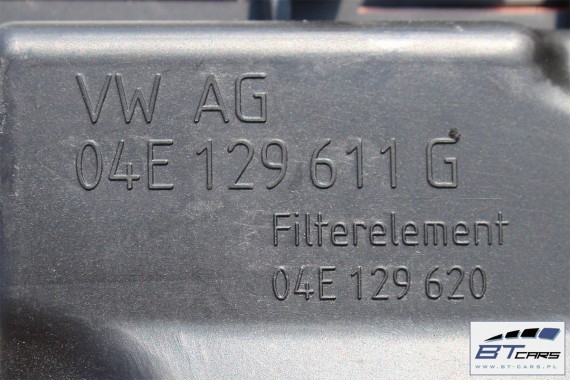 VW AG
04E 129 611 G
Filterelement
04E 129 620
BT CARS
WWW.BT-CARS.PL